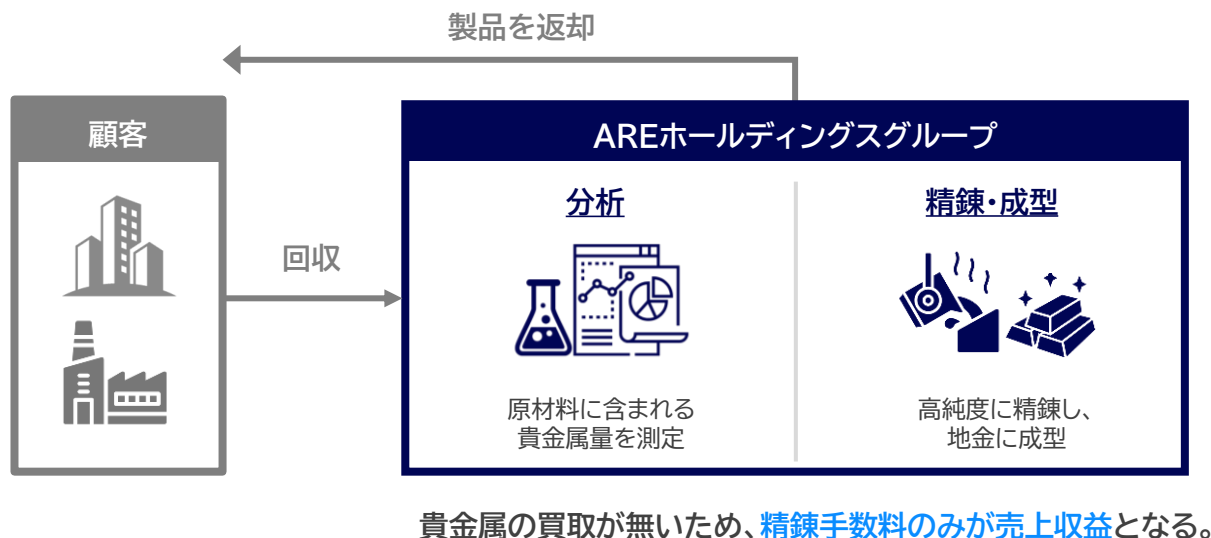 製品を返却
顧客
AREホールディングスグループ
分析
精錬・成型
回収
原材料に含まれる
貴金属量を測定
高純度に精錬し、
地金に成型
貴金属の買取が無いため、精錬手数料のみが売上収益となる。